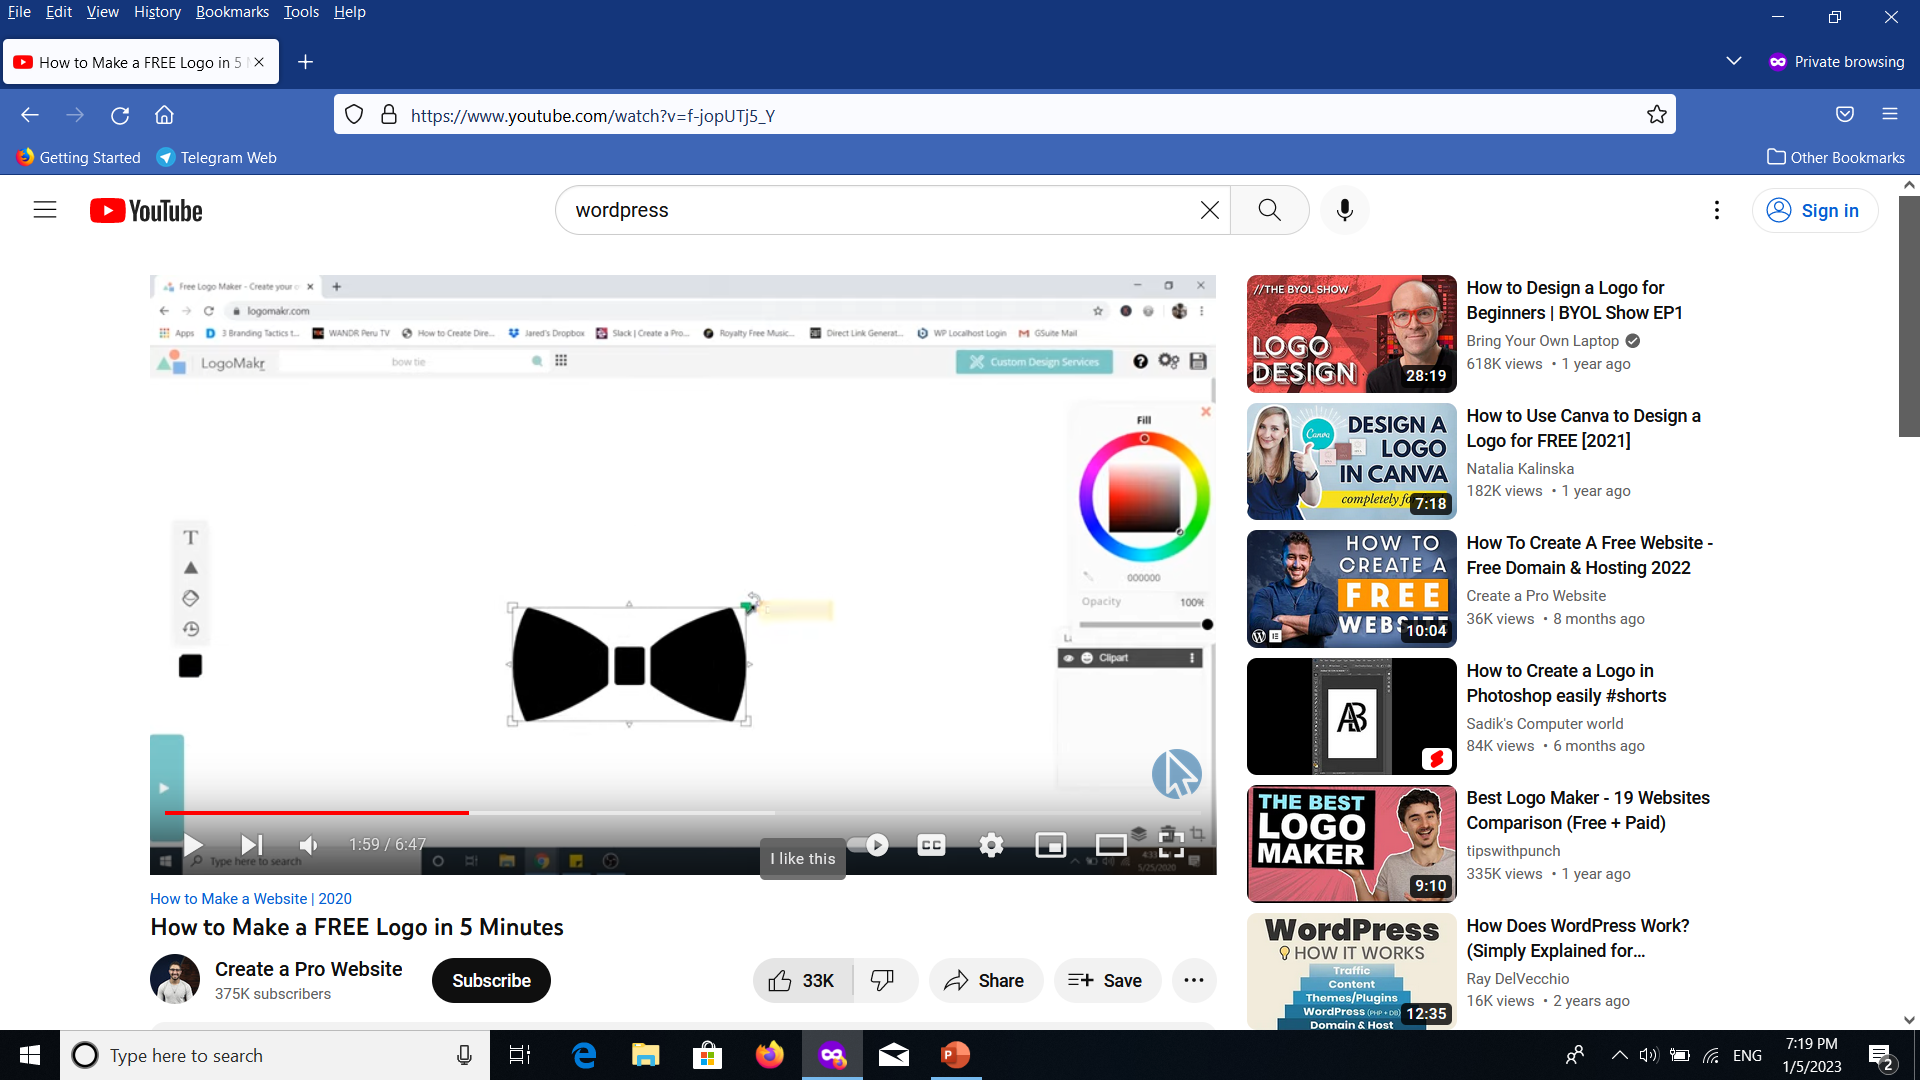 File Edit View History Bookmarks Tools Help
How to Make a FREE Logo in 5
Private browsing
https://www.youtube.com/watch?v=f-jopUTj5_Y
Getting Started
Telegram Web
Other Bookmarks
YouTube
wordpress
Sign in
Free Logo Maker - Create your
logomakr.com
Apps
3 Branding Tactics t...
WANDR Peru TV
How to Create Dire...
Jared's Dropbox
Slack | Create a Pro...
Royalty Free Music...
Direct Link Generat...
WP Localhost Login
GSuite Mail
LogoMakr
bow tie
Custom Design Services
Fill
000000
Opacity 100%
Clipart
T
1:59 / 6:47
Type here to search
I like this
5/25/2020
How to Make a Website | 2020
How to Make a FREE Logo in 5 Minutes
Create a Pro Website
375K subscribers
Subscribe
33K
Share
Save
//THE BYOL SHOW
LOGO
DESIGN
28:19
How to Design a Logo for
Beginners | BYOL Show EP1
Bring Your Own Laptop
618K views • 1 year ago
Canva
DESIGN A
LOGO
IN CANVA
7:18
How to Use Canva to Design a
Logo for FREE [2021]
Natalia Kalinska
182K views • 1 year ago
HOW TO
CREATE A
FREE
10:04
How To Create A Free Website -
Free Domain & Hosting 2022
Create a Pro Website
36K views • 8 months ago
AB
How to Create a Logo in
Photoshop easily #shorts
Sadik's Computer world
84K views • 6 months ago
THE BEST
LOGO
MAKER
9:10
Best Logo Maker - 19 Websites
Comparison (Free + Paid)
tipswithpunch
335K views • 1 year ago
WordPress
HOW IT WORKS
Traffic
Content
Themes/Plugins
WordPress (PHP + DB)
Domain & Host
12:35
How Does WordPress Work?
(Simply Explained for...
Ray DelVecchio
16K views • 2 years ago
Type here to search
ENG
7:19 PM
1/5/2023
2